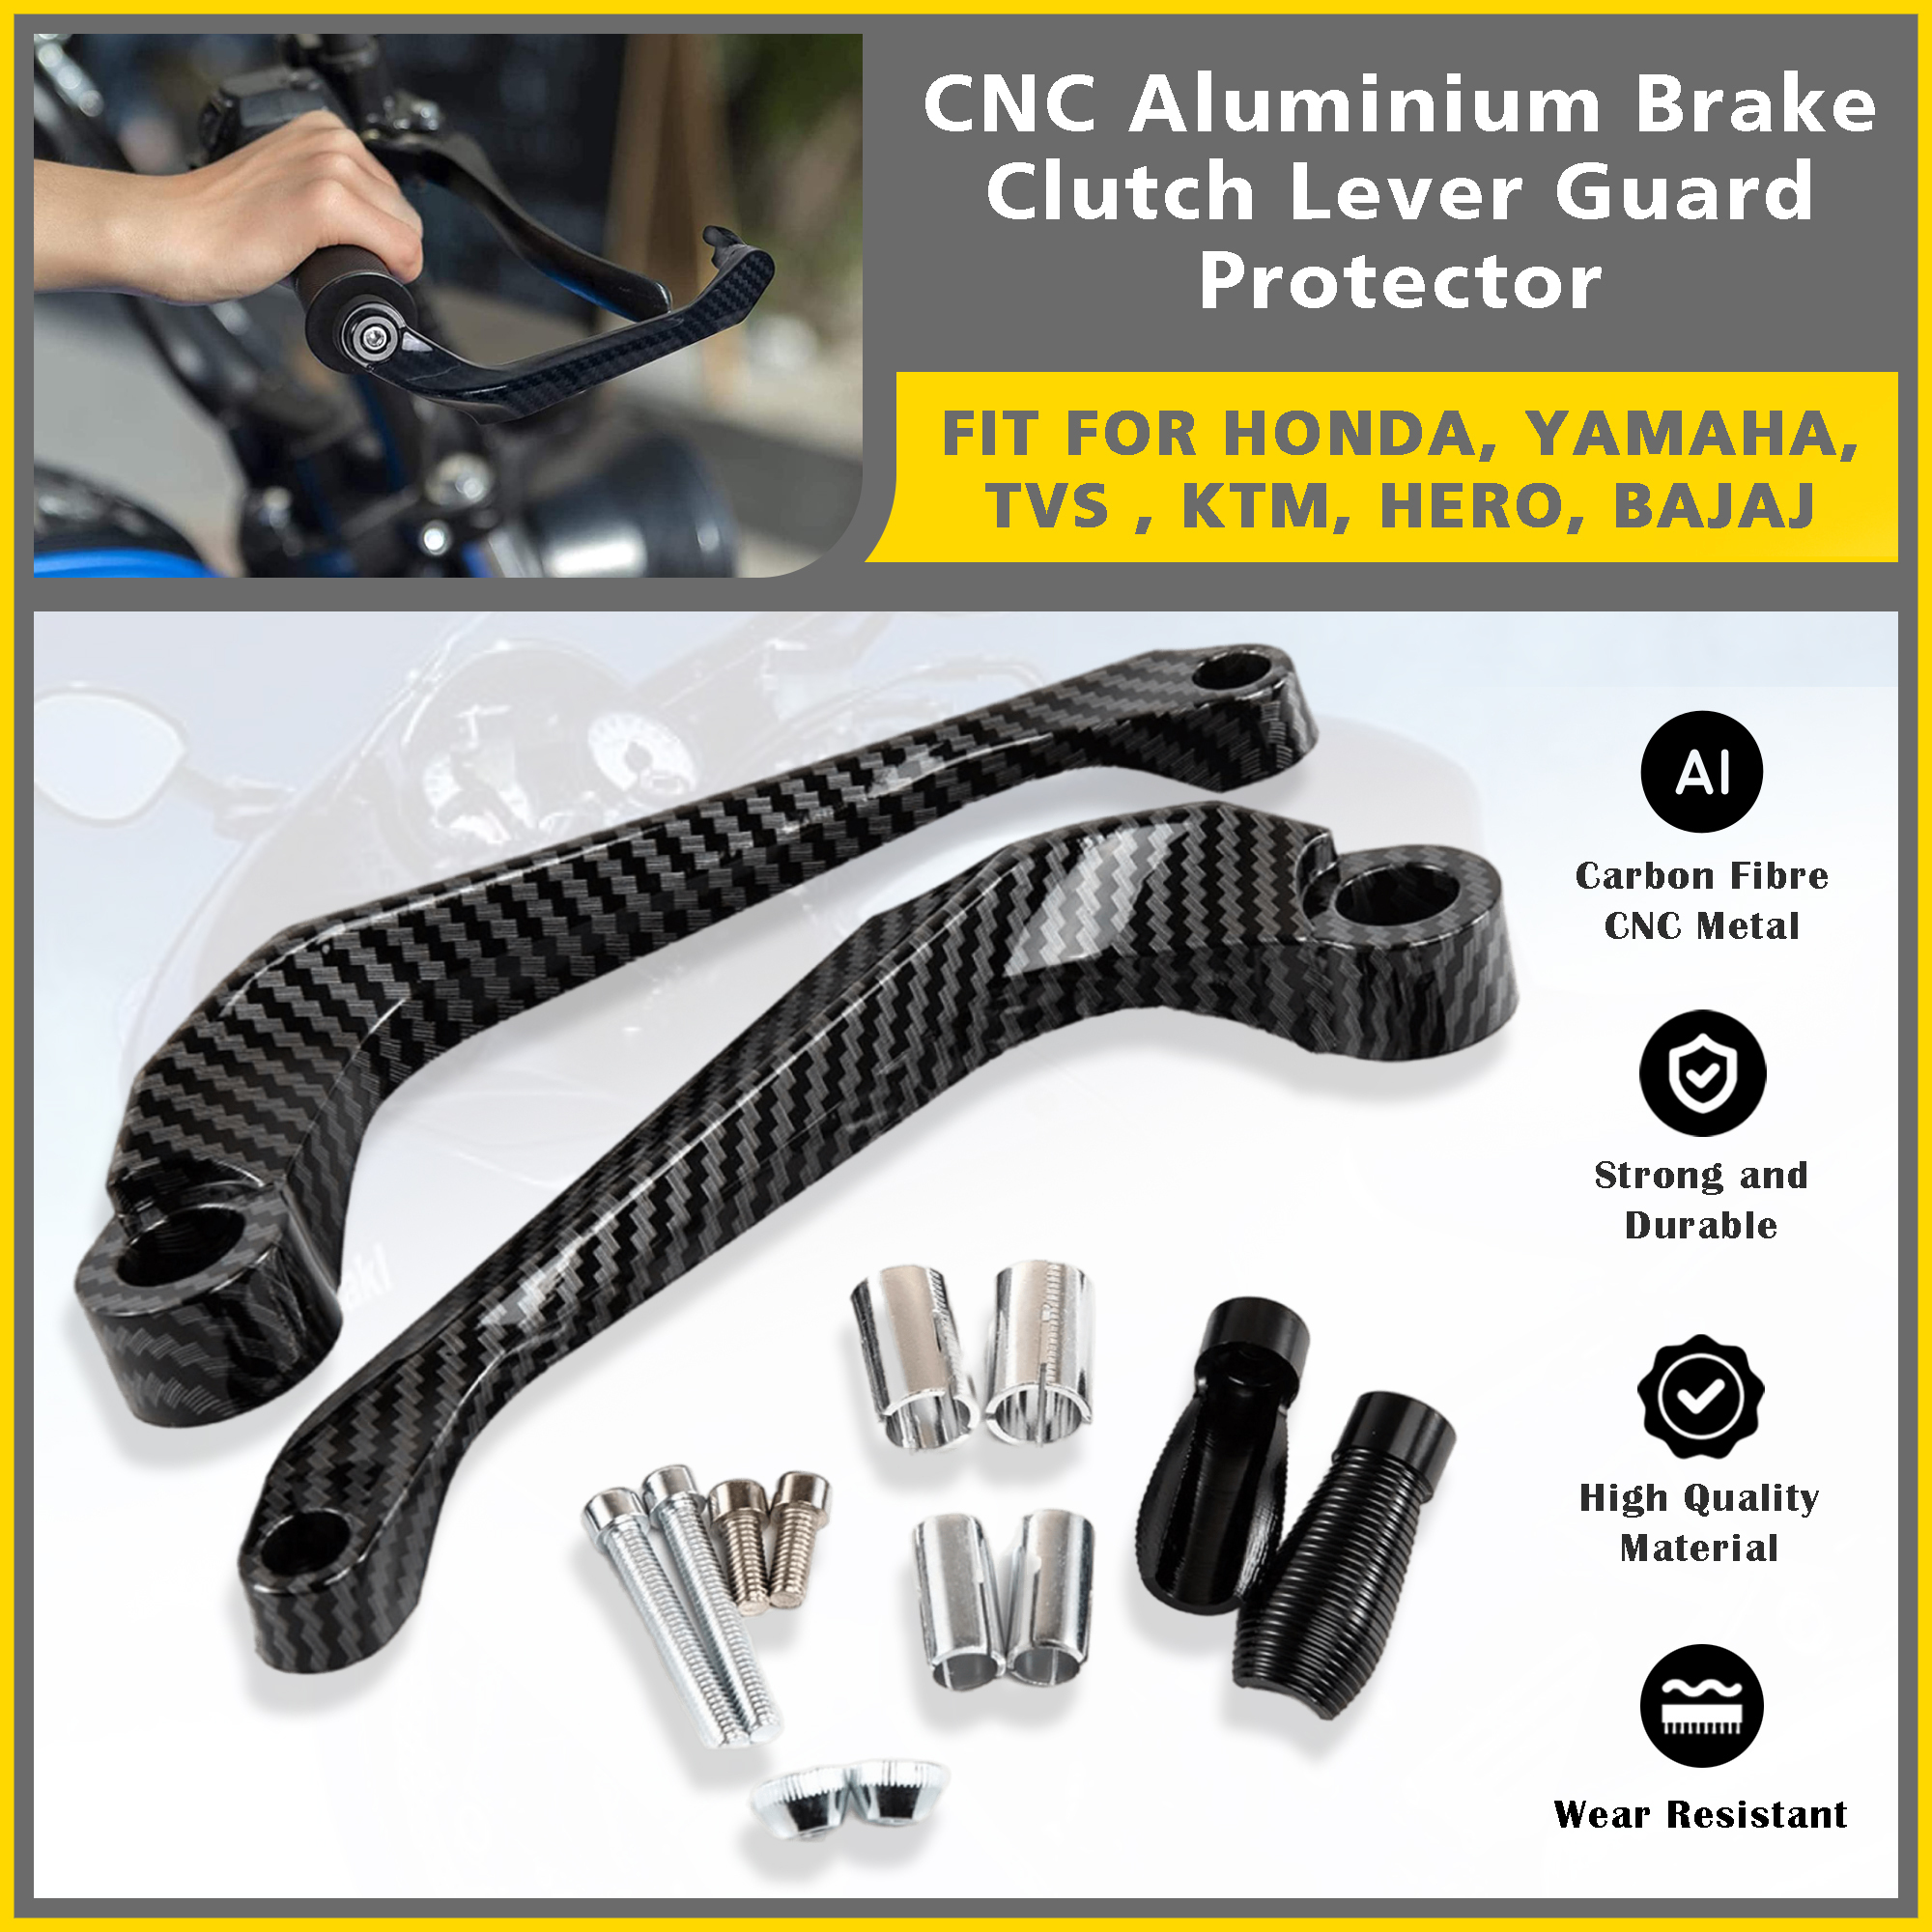 CNC Aluminium Brake
Clutch Lever Guard
Protector
FIT FOR HONDA, YAMAHA,
TVS , KTM, HERO, BAJAJ
Al
Carbon Fibre
CNC Metal
Strong and
Durable
High Quality
Material
Wear Resistant